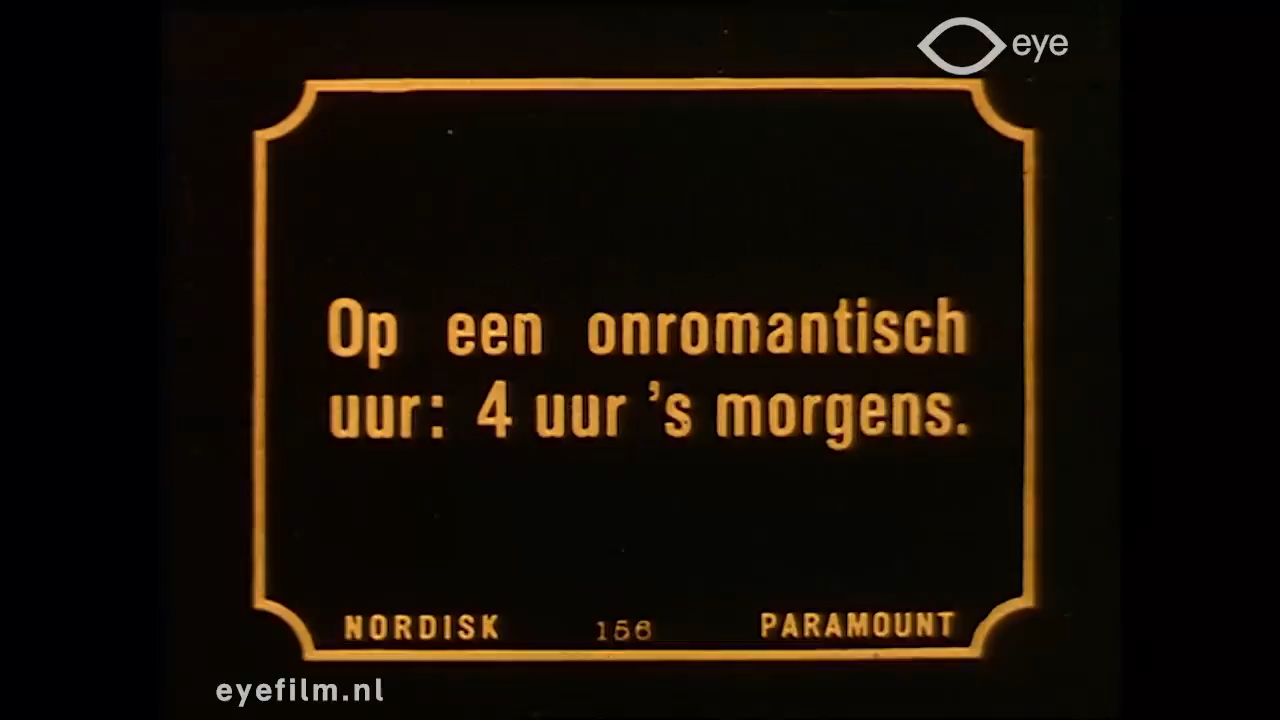 eye
Op een onromantisch
uur: 4 uur 's morgens.
NORDISK 156 PARAMOUNT
eyefilm.nl